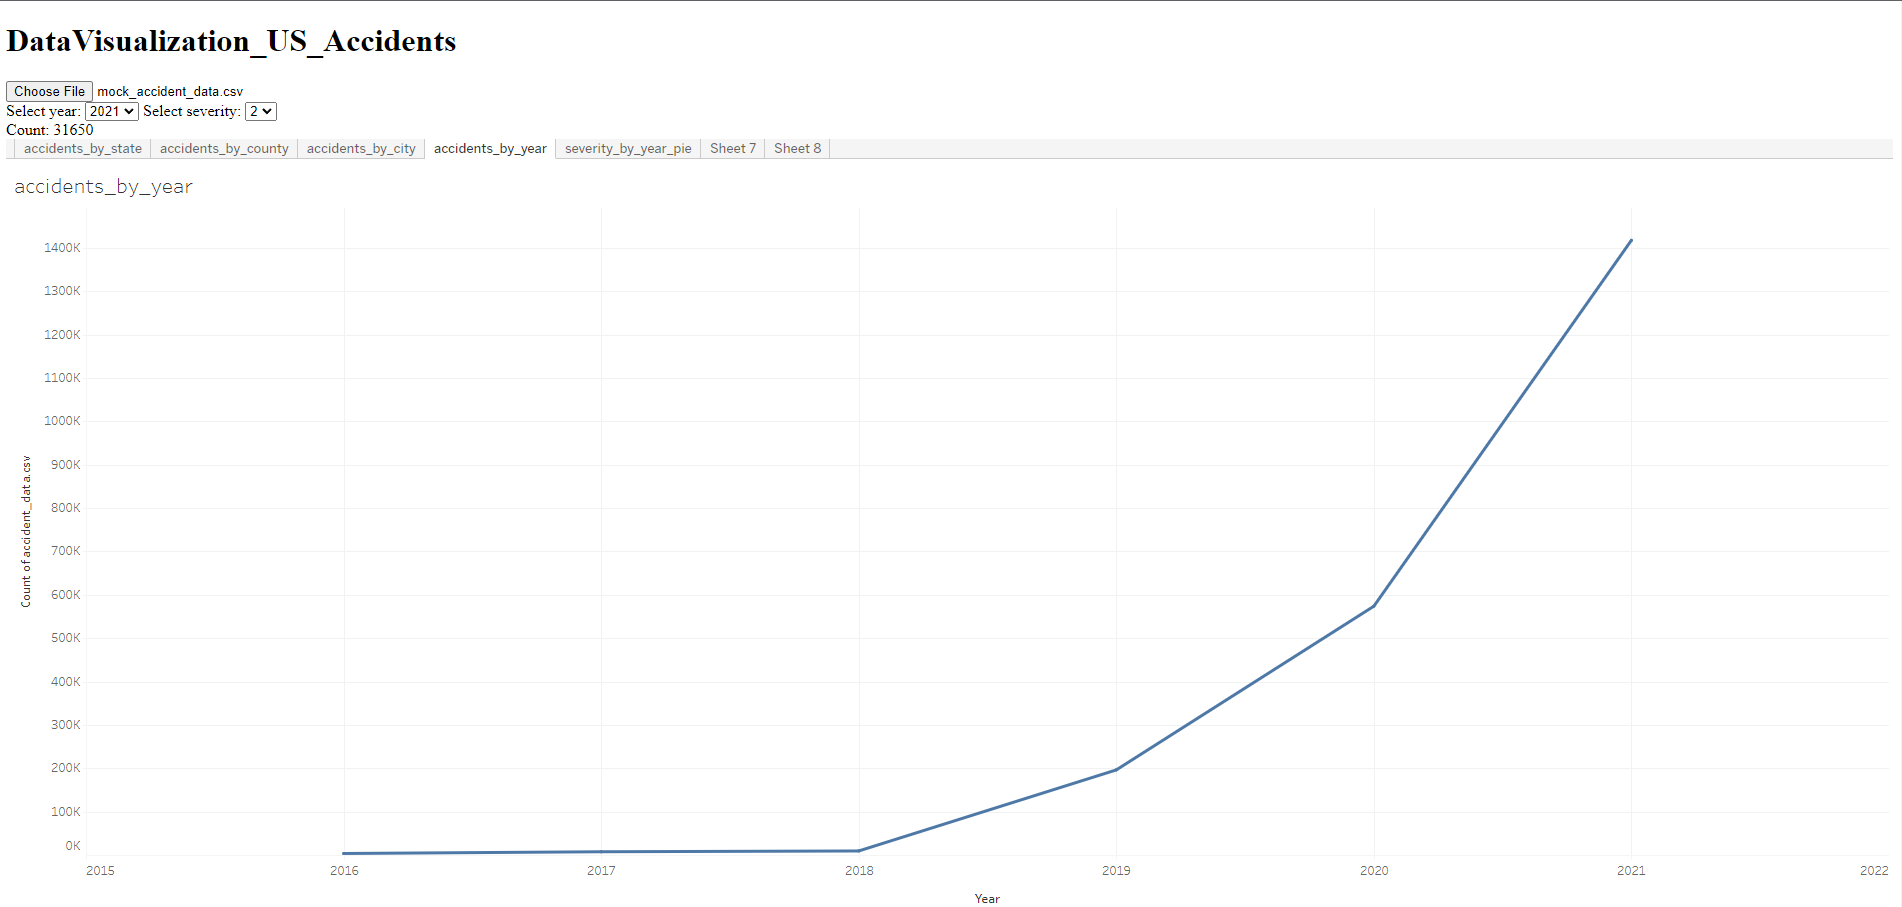 DataVisualization_US_Accidents
Choose File mock_accident_data.csv
Select year: 2021 Select severity: 2
Count: 31650
accidents_by_state accidents_by_county accidents_by_city accidents_by_year severity_by_year_pie Sheet 7 Sheet 8
accidents_by_year
1400K
1300K
1200K
1100K
1000K
900K
800K
700K
600K
500K
400K
300K
200K
100K
0K
Count of accident_data.csv
2015 2016 2017 2018 2019 2020 2021 2022
Year